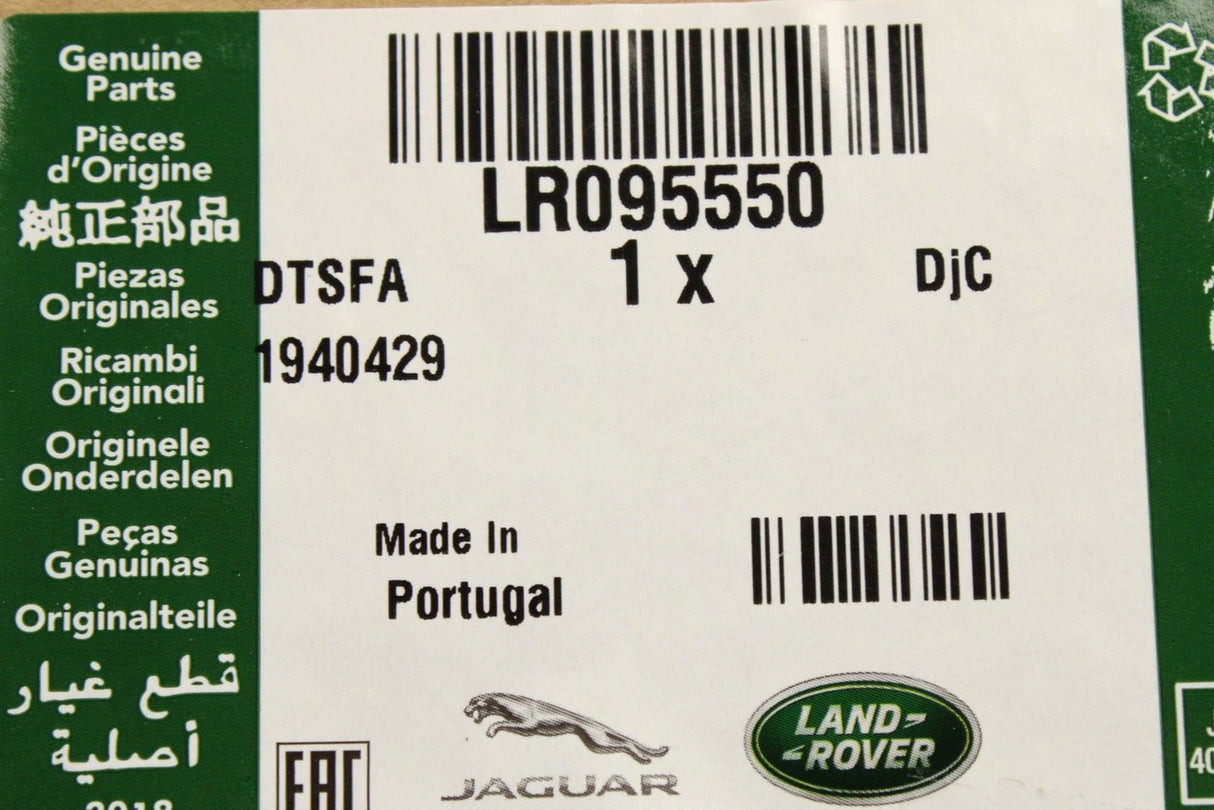 Genuine
Parts
Pièces
d'Origine
純正部品
Piezas
Originales
Ricambi
Originali
Originele
Onderdelen
Peças
Genuinas
Originalteile
قطع غيار
أصلية
2018
LR095550
DTSFA
1 x
DjC
1940429
Made In
Portugal
EAC
JAGUAR
LAND-
-ROVER